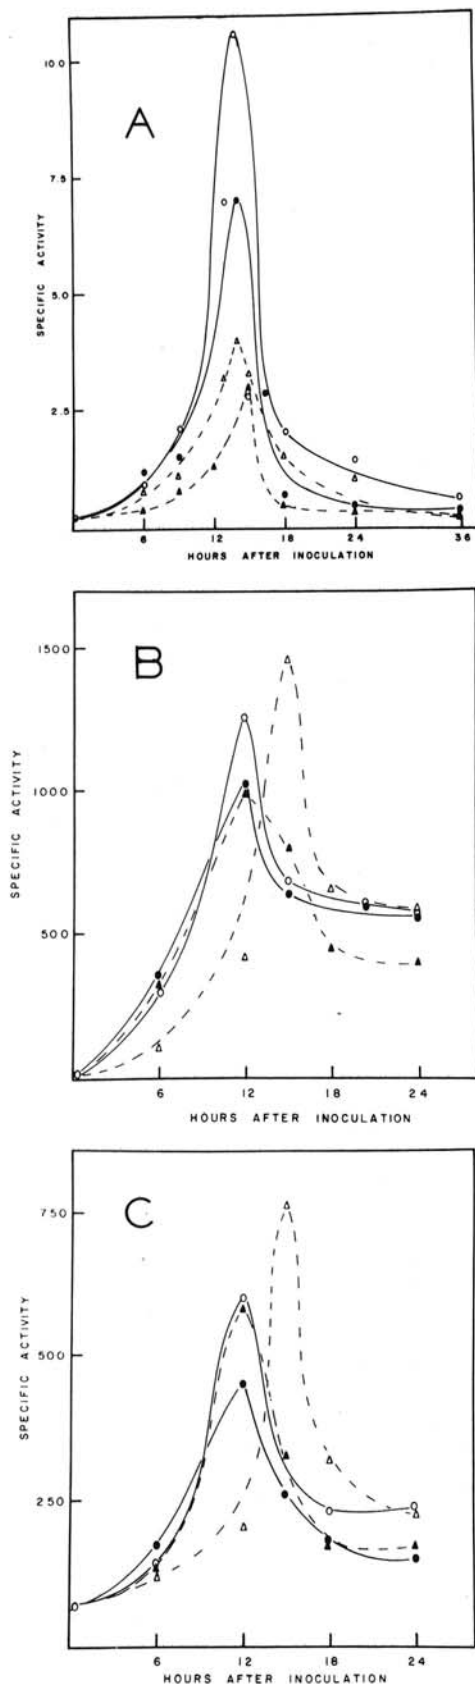 A
SPECIFIC ACTIVITY
10.0
7.5
5.0
2.5
6 12 18 24 36
HOURS AFTER INOCULATION
B
SPECIFIC ACTIVITY
1500
1000
500
6 12 18 24
HOURS AFTER INOCULATION
C
SPECIFIC ACTIVITY
750
500
250
6 12 18 24
HOURS AFTER INOCULATION